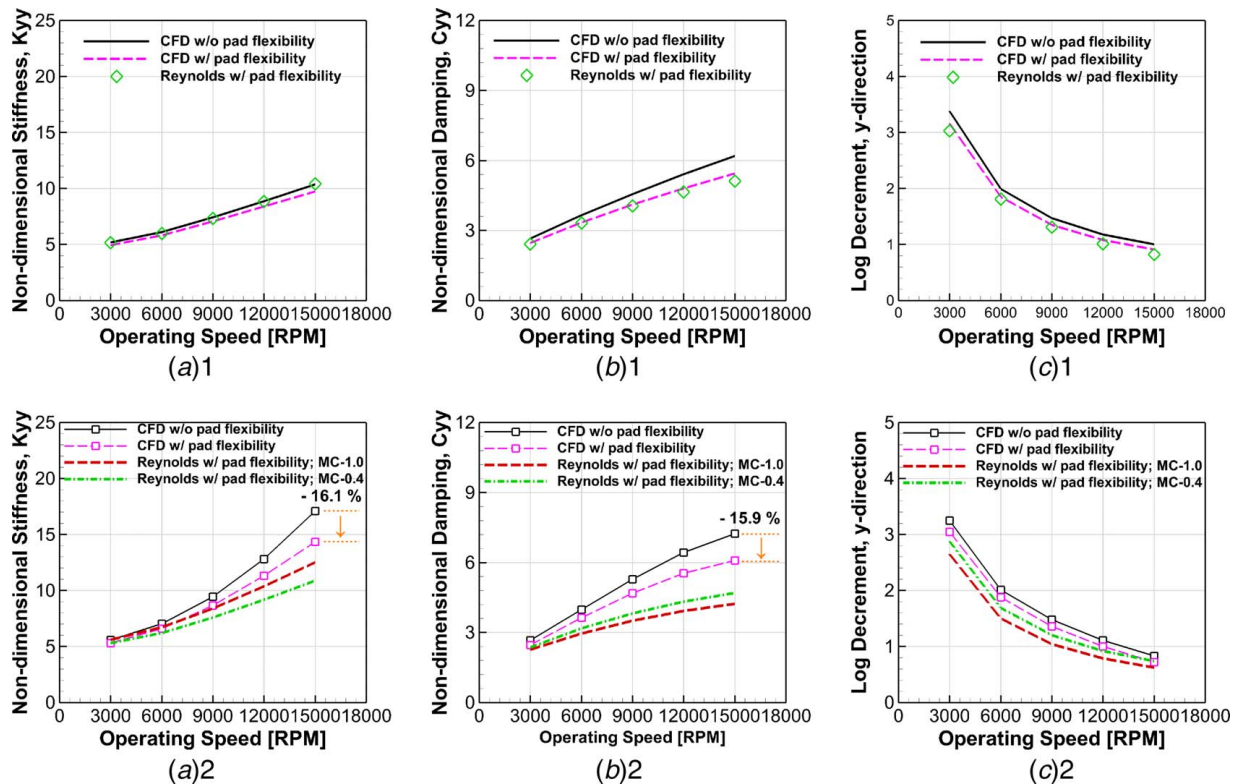 Non-dimensional Stiffness, Kyy
25
20
15
10
5
0
CFD w/o pad flexibility
CFD w/ pad flexibility
Reynolds w/ pad flexibility
0 3000 6000 9000 12000 15000 18000
Operating Speed [RPM]
(a)1
Non-dimensional Damping, Cyy
12
9
6
3
0
CFD w/o pad flexibility
CFD w/ pad flexibility
Reynolds w/ pad flexibility
0 3000 6000 9000 12000 15000 18000
Operating Speed [RPM]
(b)1
Log Decrement, y-direction
5
4
3
2
1
0
CFD w/o pad flexibility
CFD w/ pad flexibility
Reynolds w/ pad flexibility
0 3000 6000 9000 12000 15000 18000
Operating Speed [RPM]
(c)1
Non-dimensional Stiffness, Kyy
25
20
15
10
5
0
CFD w/o pad flexibility
CFD w/ pad flexibility
Reynolds w/ pad flexibility; MC-1.0
Reynolds w/ pad flexibility; MC-0.4
- 16.1 %
0 3000 6000 9000 12000 15000 18000
Operating Speed [RPM]
(a)2
Non-dimensional Damping, Cyy
12
9
6
3
0
CFD w/o pad flexibility
CFD w/ pad flexibility
Reynolds w/ pad flexibility; MC-1.0
Reynolds w/ pad flexibility; MC-0.4
- 15.9 %
0 3000 6000 9000 12000 15000 18000
Operating Speed [RPM]
(b)2
Log Decrement, y-direction
5
4
3
2
1
0
CFD w/o pad flexibility
CFD w/ pad flexibility
Reynolds w/ pad flexibility; MC-1.0
Reynolds w/ pad flexibility; MC-0.4
0 3000 6000 9000 12000 15000 18000
Operating Speed [RPM]
(c)2